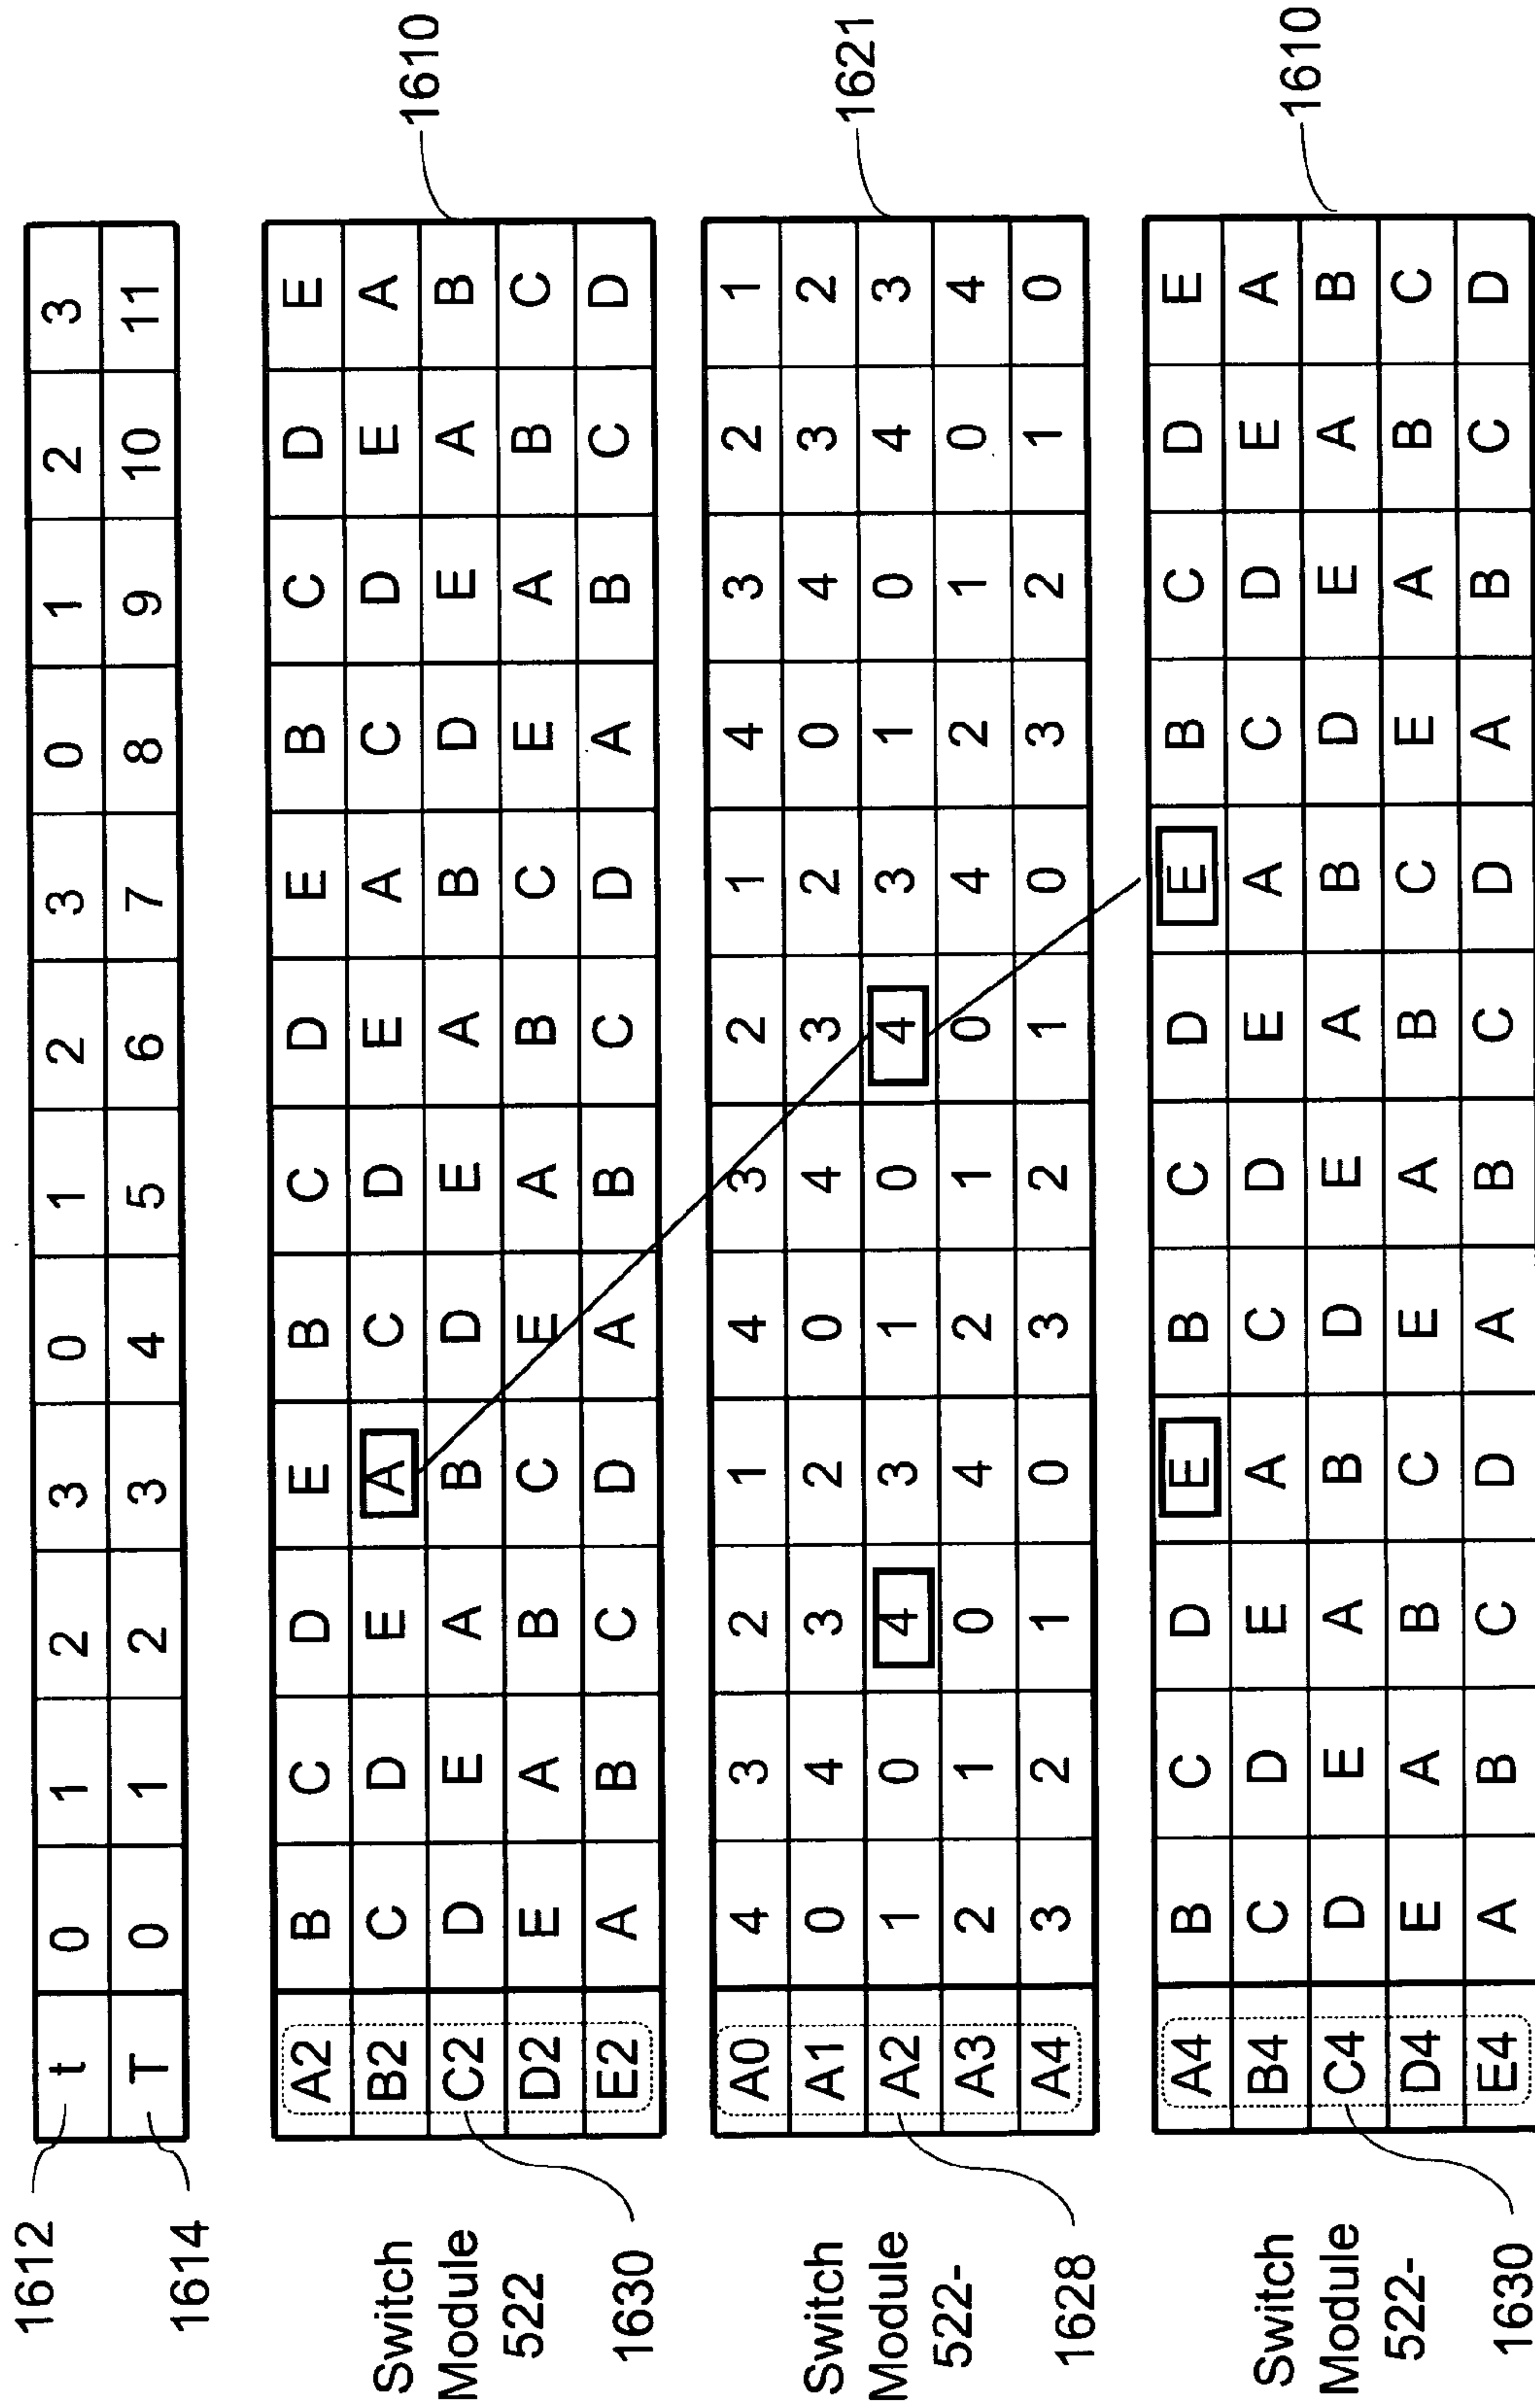 1612
t 0 1 2 3 0 1 2 3 0 1 2 3
1614
T 0 1 2 3 4 5 6 7 8 9 10 11
Switch
Module
522
1630
1610
A2 B C D E B C D E B C D E
B2 C D E A C D E A C D E A
C2 D E A B D E A B D E A B
D2 E A B C E A B C E A B C
E2 A B C D A B C D A B C D
Switch
Module
522-
1628
1621
A0 4 3 2 1 4 3 2 1 4 3 2 1
A1 0 4 3 2 0 4 3 2 0 4 3 2
A2 1 0 4 3 1 0 4 3 1 0 4 3
A3 2 1 0 4 2 1 0 4 2 1 0 4
A4 3 2 1 0 3 2 1 0 3 2 1 0
Switch
Module
522-
1630
1610
A4 B C D E B C D E B C D E
B4 C D E A C D E A C D E A
C4 D E A B D E A B D E A B
D4 E A B C E A B C E A B C
E4 A B C D A B C D A B C D